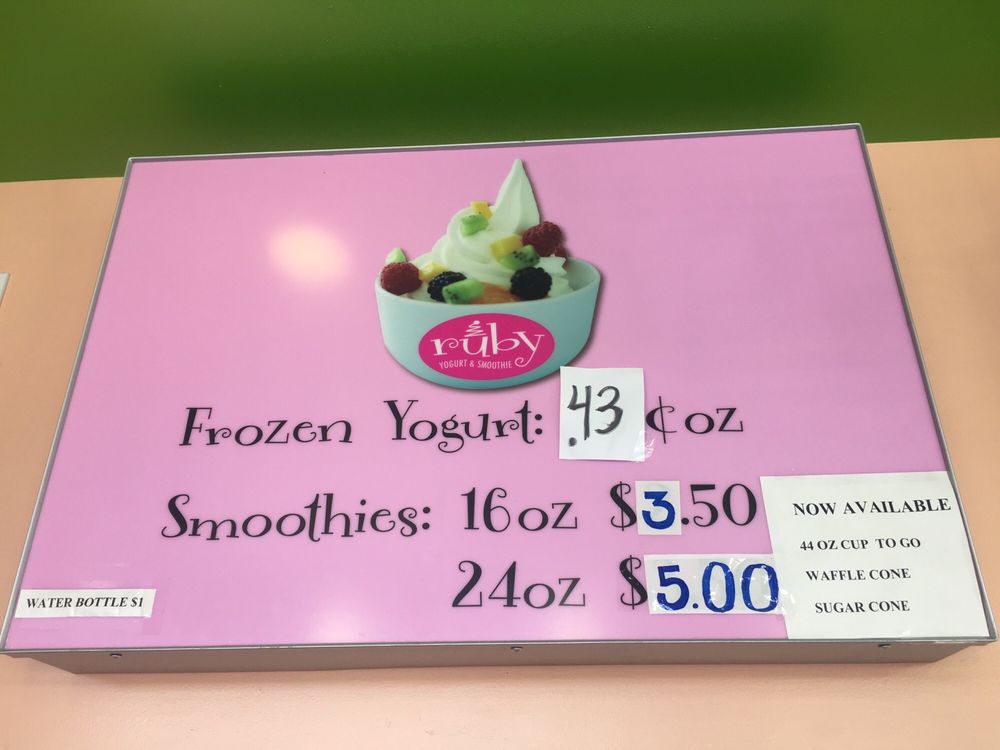 ruby
YOGURT & SMOOTHIE
Frozen Yogurt: .43 ¢ oz
Smoothies: 16oz $3.50
24oz $5.00
WATER BOTTLE $1
NOW AVAILABLE
44 OZ CUP TO GO
WAFFLE CONE
SUGAR CONE